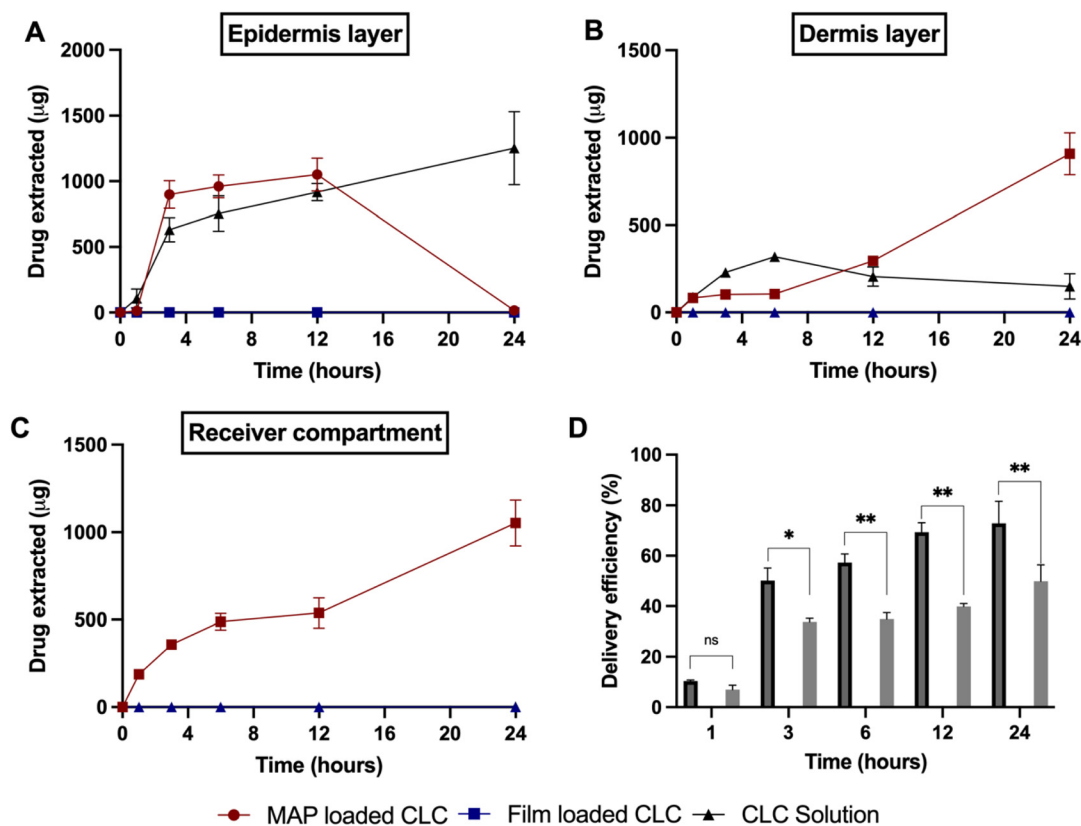 A
Epidermis layer
Drug extracted (μg)
2000
1500
1000
500
0
0 4 8 12 16 20 24
Time (hours)
B
Dermis layer
Drug extracted (μg)
1500
1000
500
0
0 4 8 12 16 20 24
Time (hours)
C
Receiver compartment
Drug extracted (μg)
1500
1000
500
0
0 4 8 12 16 20 24
Time (hours)
D
Delivery efficiency (%)
100
80
60
40
20
0
ns * ** ** **
1 3 6 12 24
Time (hours)
MAP loaded CLC Film loaded CLC CLC Solution